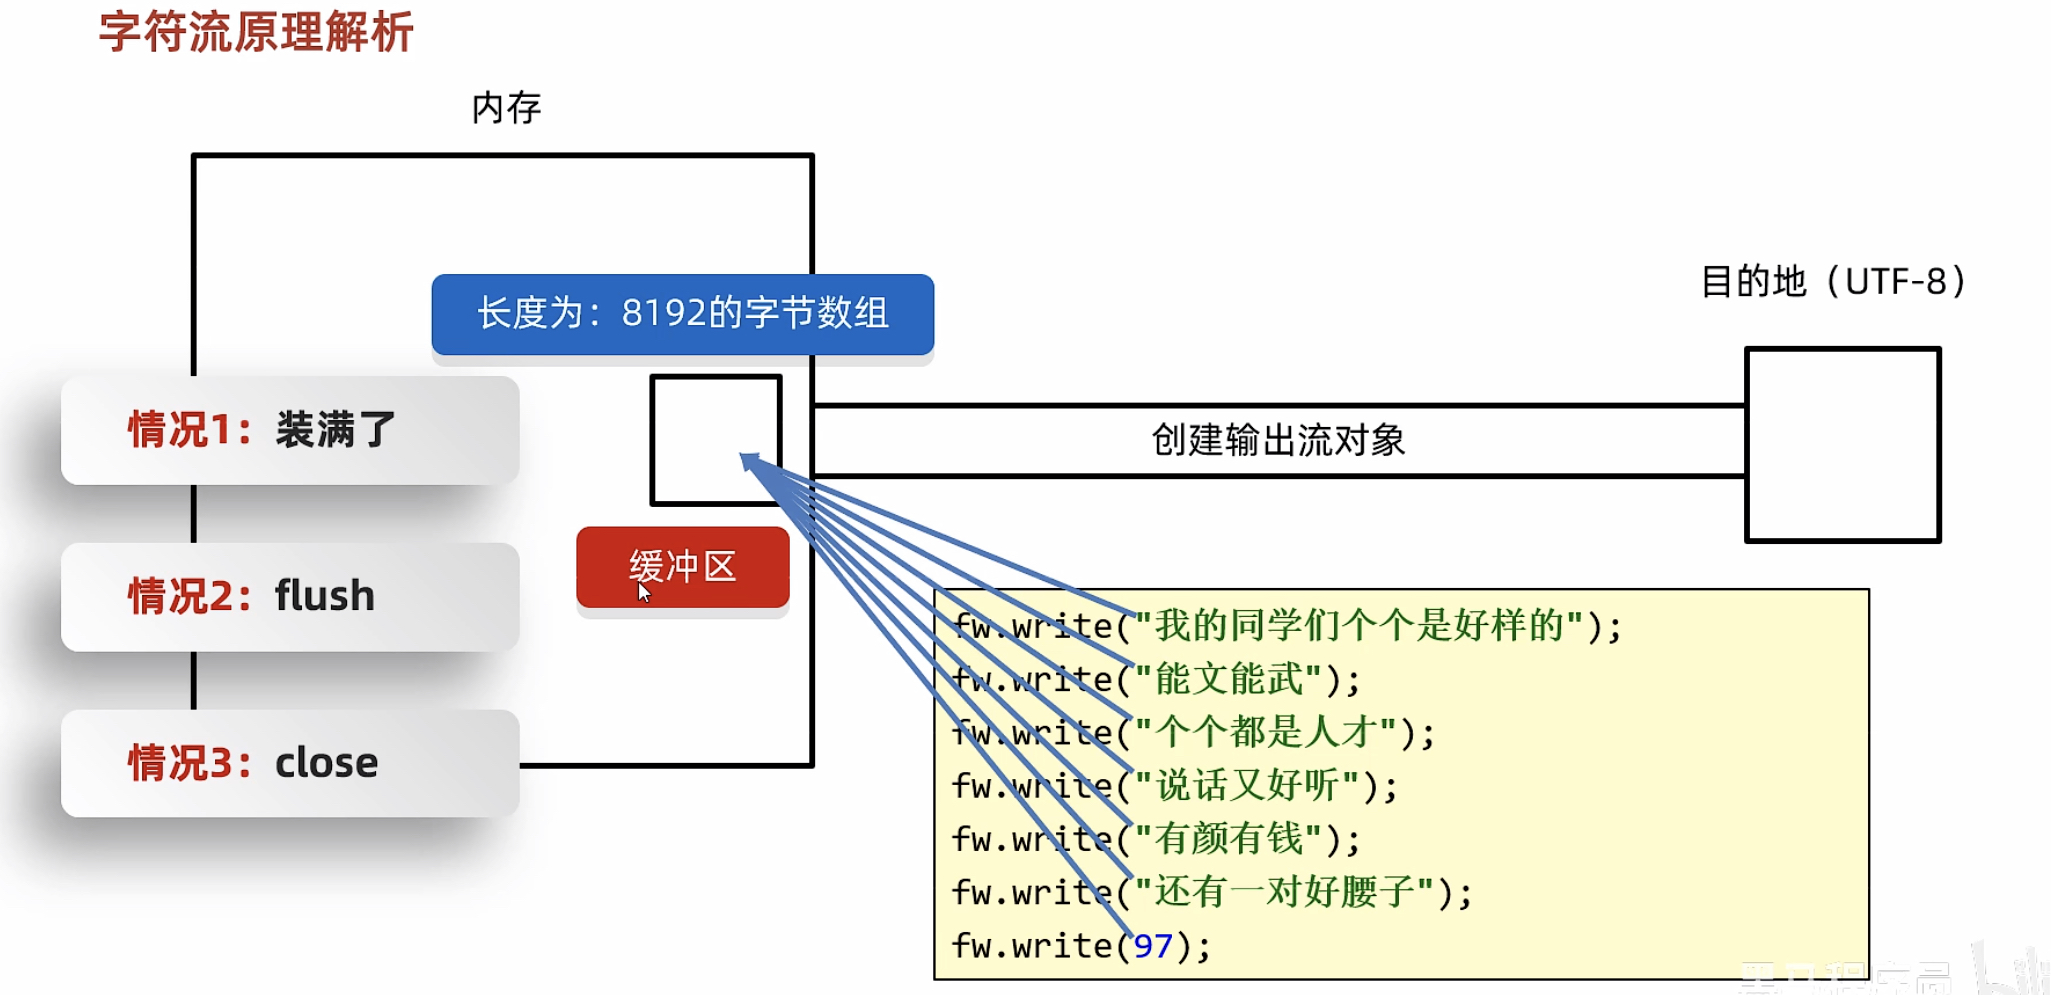 字符流原理解析
内存
长度为：8192的字节数组
目的地（UTF-8）
情况1：装满了
创建输出流对象
缓冲区
情况2：flush
情况3：close
fw.write("我的同学们个个是好样的");
fw.write("能文能武");
fw.write("个个都是人才");
fw.write("说话又好听");
fw.write("有颜有钱");
fw.write("还有一对好腰子");
fw.write(97);